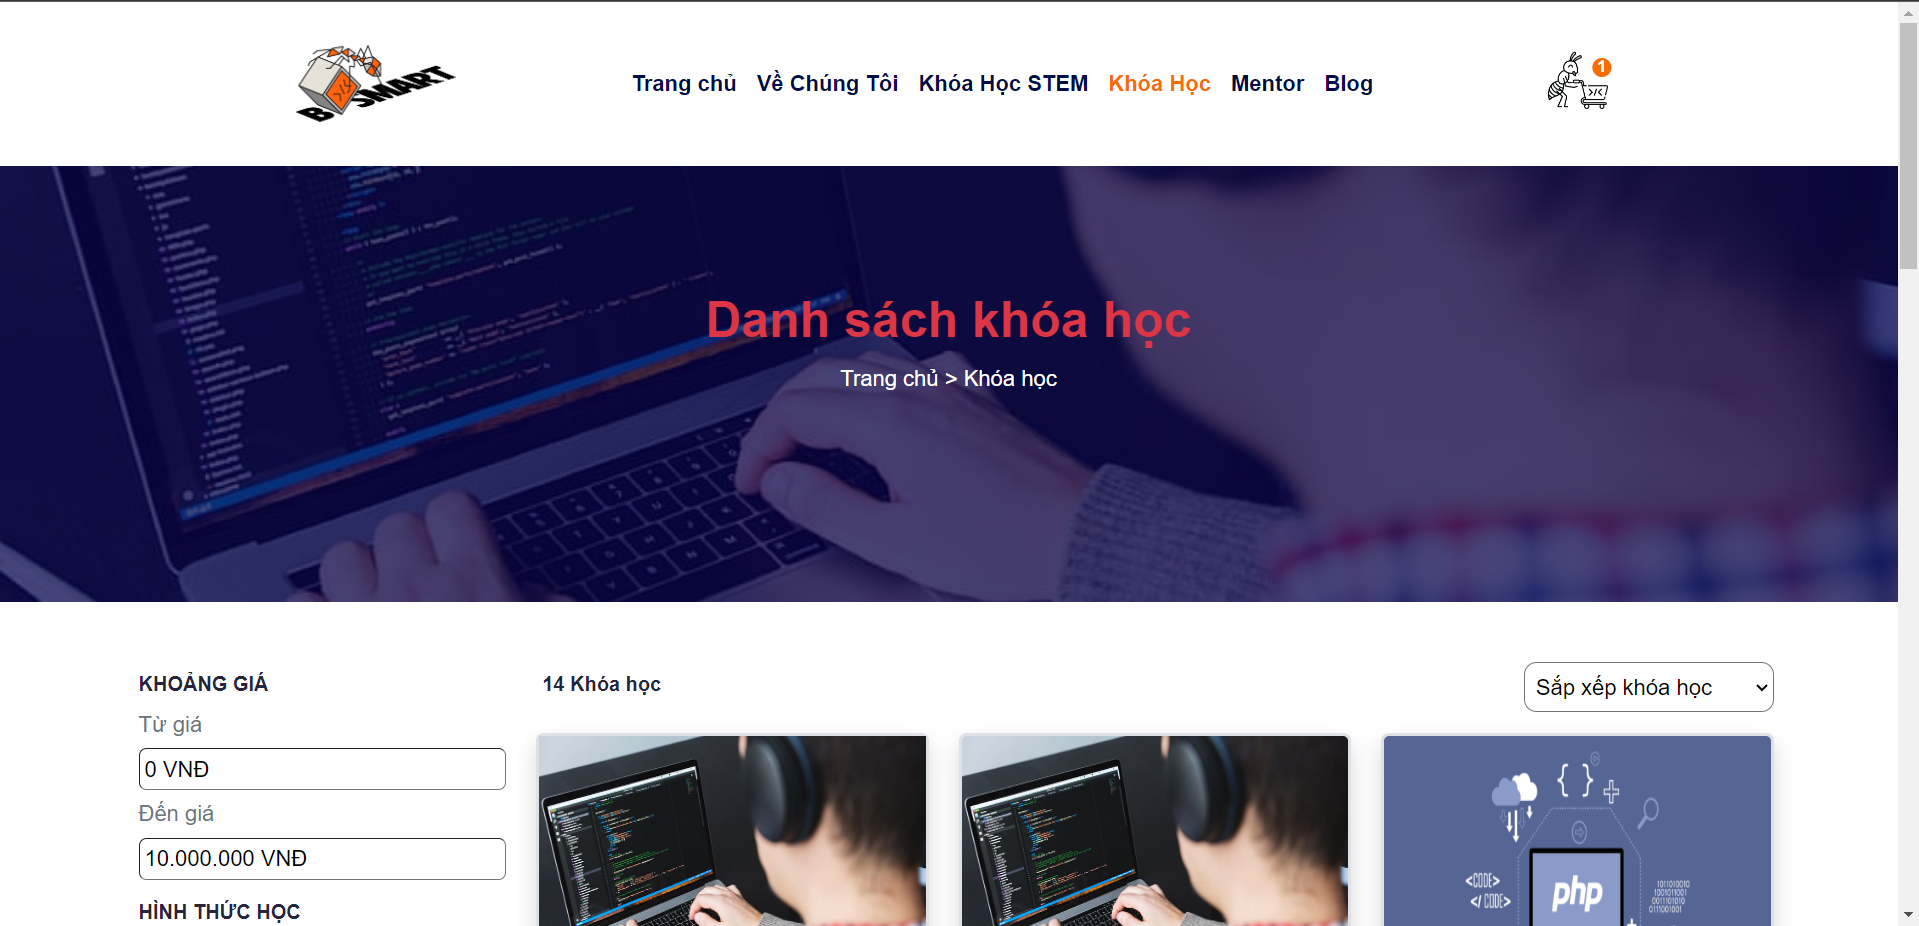 B SMART
Trang chủ Về Chúng Tôi Khóa Học STEM Khóa Học Mentor Blog
1
Danh sách khóa học
Trang chủ > Khóa học
KHOẢNG GIÁ
Từ giá
0 VNĐ
Đến giá
10.000.000 VNĐ
HÌNH THỨC HỌC
14 Khóa học
Sắp xếp khóa học
{ }
<CODE>
</ CODE>
php